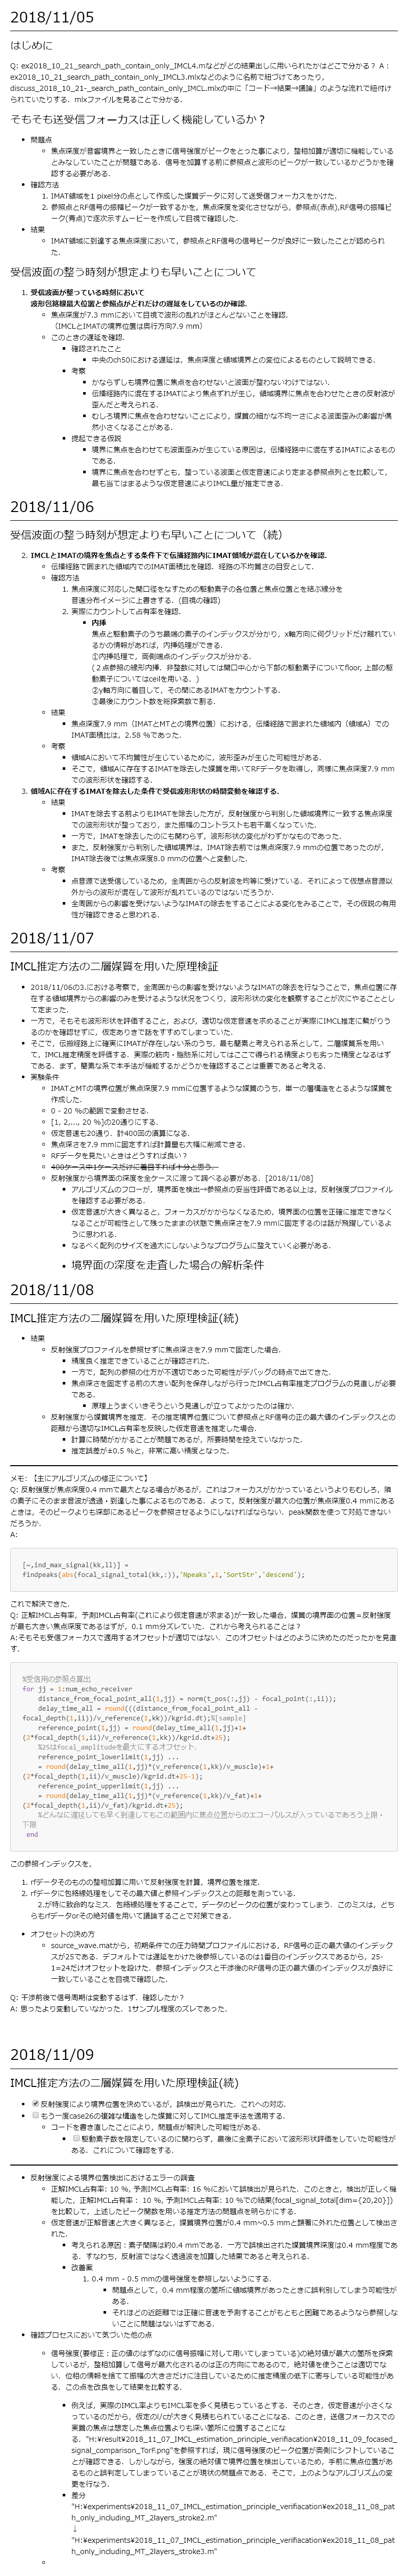 2018/11/05
はじめに
Q: ex2018_10_21_search_path_contain_only_IMCL4.mなどがどの結果出しに用いられたかはどこで分かる？ A：
ex2018_10_21_search_path_contain_only_IMCL3.mlxなどのように名前で紐づけてあったり，
discuss_2018_10_21-_search_path_contain_only_IMCL.mlxの中に「コード→結果→議論」のような流れで紐付け
られていたりする．mlxファイルを見ることで分かる．
そもそも送受信フォーカスは正しく機能しているか？
• 問題点
◦ 焦点深度が音響境界と一致したときに信号強度がピークをとった事により，整相加算が適切に機能している
とみなしていたことが問題である．信号を加算する前に参照点と波形のピークが一致しているかどうかを確
認する必要がある．
• 確認方法
1. IMAT領域を1 pixel分の点として作成した媒質データに対して送受信フォーカスをかけた．
2. 参照点とRF信号の振幅ピークが一致するかを，焦点深度を変化させながら，参照点(赤点),RF信号の振幅ピ
ーク(青点)で逐次示すムービーを作成して目視で確認した．
• 結果
◦ IMAT領域に到達する焦点深度において，参照点とRF信号の信号ピークが良好に一致したことが認められ
た．
受信波面の整う時刻が想定よりも早いことについて
1. 受信波面が整っている時刻において
波形包絡線最大位置と参照点がどれだけの遅延をしているのか確認．
◦ 焦点深度が7.3 mmにおいて目視で波形の乱れがほとんどないことを確認．
（IMCLとIMATの境界位置は奥行方向7.9 mm）
◦ このときの遅延を確認．
▪ 確認されたこと
▪ 中央のch50における遅延は，焦点深度と領域境界との変位によるものとして説明できる．
▪ 考察
▪ かならずしも境界位置に焦点を合わせないと波面が整わないわけではない．
▪ 伝播経路内に混在するIMATにより焦点ずれが生じ，領域境界に焦点を合わせたときの反射波が
歪んだと考えられる．
▪ むしろ境界に焦点を合わせないことにより，媒質の細かな不均一さによる波面歪みの影響が偶
然小さくなることがある．
▪ 提起できる仮説
▪ 境界に焦点を合わせても波面歪みが生じている原因は，伝播経路中に混在するIMATによるもの
である．
▪ 境界に焦点を合わせずとも，整っている波面と仮定音速により定まる参照点列とを比較して，
最も当てはまるような仮定音速によりIMCL量が推定できる．
2018/11/06
受信波面の整う時刻が想定よりも早いことについて（続）
2. IMCLとIMATの境界を焦点とする条件下で伝播経路内にIMAT領域が混在しているかを確認．
◦ 伝播経路で囲まれた領域内でのIMAT面積比を確認．経路の不均質さの目安として．
◦ 確認方法
1. 焦点深度に対応した開口径をなすための駆動素子の各位置と焦点位置とを結ぶ線分を
音速分布イメージに上書きする．(目視の確認)
2. 実際にカウントして占有率を確認．
▪ 内挿
焦点と駆動素子のうち最端の素子のインデックスが分かり，x軸方向に何グリッドだけ離れてい
るかの情報があれば，内挿処理ができる．
①内挿処理で，両側端点のインデックスが分かる．
（２点参照の線形内挿．非整数に対しては開口中心から下部の駆動素子についてfloor, 上部の駆
動素子についてはceilを用いる．）
②y軸方向に着目して，その間にあるIMATをカウントする．
③最後にカウント数を総探索数で割る．
◦ 結果
▪ 焦点深度7.9 mm（IMATとMTとの境界位置）における，伝播経路で囲まれた領域内（領域A）での
IMAT面積比は，2.58 %であった．
◦ 考察
▪ 領域Aにおいて不均質性が生じているために，波形歪みが生じた可能性がある．
▪ そこで，領域Aに存在するIMATを除去した媒質を用いてRFデータを取得し，同様に焦点深度7.9 mm
での波形形状を確認する．
3. 領域Aに存在するIMATを除去した条件で受信波形形状の時間変動を確認する．
◦ 結果
▪ IMATを除去する前よりもIMATを除去した方が，反射強度から判別した領域境界に一致する焦点深度
での波形形状が整っており，また振幅のコントラストも若干高くなっていた．
▪ 一方で，IMATを除去したのにも関わらず，波形形状の変化がわずかなものであった．
▪ また，反射強度から判別した領域境界は，IMAT除去前では焦点深度7.9 mmの位置であったのが，
IMAT除去後では焦点深度8.0 mmの位置へと変動した．
◦ 考察
▪ 点音源で送受信しているため，全周囲からの反射波を均等に受けている．それによって仮想点音源以
外からの波形が混在して波形が乱れているのではないだろうか．
▪ 全周囲からの影響を受けないようなIMATの除去をすることによる変化をみることで，その仮説の有用
性が確認できると思われる．
2018/11/07
IMCL推定方法の二層媒質を用いた原理検証
• 2018/11/06の3.における考察で，全周囲からの影響を受けないようなIMATの除去を行なうことで，焦点位置に存
在する領域境界からの影響のみを受けるような状況をつくり，波形形状の変化を観察することが次にやることとし
て定まった．
• 一方で，そもそも波形形状を評価すること，および，適切な仮定音速を求めることが実際にIMCL推定に繋がりうる
のかを確認せずに，仮定ありきで話をすすめてしまっていた．
• そこで，伝搬経路上に確実にIMATが存在しない系のうち，最も簡素と考えられる系として，二層媒質系を用い
て，IMCL推定精度を評価する．実際の筋肉・脂肪系に対してはここで得られる精度よりも劣った精度となるはずで
ある．まず，簡素な系で本手法が機能するかどうかを確認することは重要であると考える．
• 実験条件
◦ IMATとMTの境界位置が焦点深度7.9 mmに位置するような媒質のうち，単一の層構造をとるような媒質を
作成した．
◦ 0 - 20 %の範囲で変動させる．
◦ [1, 2,..., 20 %]の20通りにする．
◦ 仮定音速も20通り．計400回の演算になる．
◦ 焦点深さを7.9 mmに固定すれば計算量も大幅に削減できる．
◦ RFデータを見たいときはどうすれば良い？
◦ 400ケース中1ケースだけに着目すれば十分と思う．
◦ 反射強度から境界面の深度を全ケースに渡って調べる必要がある．[2018/11/08]
▪ アルゴリズムのフローが，境界面を検出→参照点の妥当性評価である以上は，反射強度プロファイル
を確認する必要がある．
▪ 仮定音速が大きく異なると，フォーカスがかからなくなるため，境界面の位置を正確に推定できなく
なることが可能性として残ったままの状態で焦点深さを7.9 mmに固定するのは話が飛躍しているよう
に思われる．
▪ なるべく配列のサイズを過大にしないようなプログラムに整えていく必要がある．
▪ 境界面の深度を走査した場合の解析条件
2018/11/08
IMCL推定方法の二層媒質を用いた原理検証(続)
• 結果
◦ 反射強度プロファイルを参照せずに焦点深さを7.9 mmで固定した場合．
▪ 精度良く推定できていることが確認された．
▪ 一方で，配列の参照の仕方が不適切であった可能性がデバッグの時点で出てきた．
▪ 焦点深さを固定する前の大きい配列を保存しながら行ったIMCL占有率推定プログラムの見直しが必要
である．
▪ 原理上うまくいきそうという見通しが立ってよかったのは確か．
◦ 反射強度から媒質境界を推定．その推定境界位置について参照点とRF信号の正の最大値のインデックスとの
距離から適切なIMCL占有率を反映した仮定音速を推定した場合．
▪ 計算に時間がかかることが問題であるが，所要時間を控えていなかった．
▪ 推定誤差が±0.5 %と，非常に高い精度となった．
メモ：【主にアルゴリズムの修正について】
Q: 反射強度が焦点深度0.4 mmで最大となる場合があるが，これはフォーカスがかかっているというよりもむしろ，隣
の素子にそのまま音波が透過・到達した事によるものである．よって，反射強度が最大の位置が焦点深度0.4 mmにある
ときは，そのピークよりも深部にあるピークを参照させるようにしなければならない．peak関数を使って対処できない
だろうか．
A:
[~,ind_max_signal(kk,ll)] =
findpeaks(abs(focal_signal_total(kk,:)),'Npeaks',1,'SortStr','descend');
これで解決できた．
Q: 正解IMCL占有率，予測IMCL占有率(これにより仮定音速が求まる)が一致した場合，媒質の境界面の位置＝反射強度
が最も大きい焦点深度であるはずが，0.1 mm分ズレていた．これから考えられることは？
A:そもそも受信フォーカスで適用するオフセットが適切ではない．このオフセットはどのように決めたのだったかを見直
す．
%受信用の参照点算出
for jj = 1:num_echo_receiver
distance_from_focal_point_all(1,jj) = norm(t_pos(:,jj) - focal_point(:,ii));
delay_time_all = round(((distance_from_focal_point_all -
focal_depth(1,ii))/v_reference(1,kk))/kgrid.dt);%[sample]
reference_point(1,jj) = round(delay_time_all(1,jj)+1+
(2*focal_depth(1,ii)/v_reference(1,kk))/kgrid.dt+25);
%25はfocal_amplitudeを最大にするオフセット．
reference_point_lowerlimit(1,jj) ...
= round(delay_time_all(1,jj)*(v_reference(1,kk)/v_muscle)+1+
(2*focal_depth(1,ii)/v_muscle)/kgrid.dt+25-1);
reference_point_upperlimit(1,jj) ...
= round(delay_time_all(1,jj)*(v_reference(1,kk)/v_fat)+1+
(2*focal_depth(1,ii)/v_fat)/kgrid.dt+25);
%どんなに遅延しても早く到達してもこの範囲内に焦点位置からのエコーパルスが入っているであろう上限・
下限
end
この参照インデックスを，
1. rfデータそのものの整相加算に用いて反射強度を計算，境界位置を推定．
2. rfデータに包絡線処理をしてその最大値と参照インデックスとの距離を測っている．
2.が特に致命的なミス．包絡線処理をすることで，データのピークの位置が変わってしまう．このミスは，どち
らもrfデータorその絶対値を用いて議論することで対策できる．
• オフセットの決め方
◦ source_wave.matから，初期条件での圧力時間プロファイルにおける，RF信号の正の最大値のインデック
スが25である．デフォルトでは遅延をかけた後参照しているのは1番目のインデックスであるから，25-
1=24だけオフセットを設けた．参照インデックスと干渉後のRF信号の正の最大値のインデックスが良好に
一致していることを目視で確認した．
Q: 干渉前後で信号周期は変動するはず．確認したか？
A: 思ったより変動していなかった．1サンプル程度のズレであった．
2018/11/09
IMCL推定方法の二層媒質を用いた原理検証(続)
• 反射強度により境界位置を決めているが，誤検出が見られた．これへの対応．
• もう一度case26の複雑な構造をした媒質に対してIMCL推定手法を適用する．
◦ コードを書き直したことにより，問題点が解決した可能性がある．
▪ 駆動素子数を限定しているのに関わらず，最後に全素子において波形形状評価をしていた可能性が
ある．これについて確認をする．
• 反射強度による境界位置検出におけるエラーの調査
◦ 正解IMCL占有率: 10 %, 予測IMCL占有率: 16 %において誤検出が見られた．このときと，検出が正しく機
能した，正解IMCL占有率： 10 %, 予測IMCL占有率: 10 %での結果(focal_signal_total[dim={20,20}])
を比較して，上述したピーク関数を用いる推定方法の問題点を明らかにする．
◦ 仮定音速が正解音速と大きく異なると，媒質境界位置が0.4 mm~0.5 mmと顕著に外れた位置として検出さ
れた．
▪ 考えられる原因：素子間隔は約0.4 mmである．一方で誤検出された媒質境界深度は0.4 mm程度であ
る．すなわち，反射波ではなく透過波を加算した結果であると考えられる．
▪ 改善案
1. 0.4 mm - 0.5 mmの信号強度を参照しないようにする．
▪ 問題点として，0.4 mm程度の箇所に領域境界があったときに誤判別してしまう可能性が
ある．
▪ それほどの近距離では正確に音速を予測することがもともと困難であるようなら参照しな
いことに問題はないはずである．
• 確認プロセスにおいて気づいた他の点
◦ 信号強度(要修正：正の値のはずなのに信号振幅に対して用いてしまっている)の絶対値が最大の箇所を探索
しているが，整相加算して信号が最大化されるのは正の方向にであるので，絶対値を使うことは適切でな
い．位相の情報を捨てて振幅の大きさだけに注目しているために推定精度の低下に寄与している可能性があ
る．この点を改良をして結果を比較する．
▪ 例えば，実際のIMCL率よりもIMCL率を多く見積もっているとする．そのとき，仮定音速が小さくな
っているのだから，仮定のl/cが大きく見積もられていることになる．このとき，送信フォーカスでの
実質の焦点は想定した焦点位置よりも深い箇所に位置することにな
る．"H:¥result¥2018_11_07_IMCL_estimation_principle_verifiacation¥2018_11_09_focased_
signal_comparison_TorF.png"を参照すれば，現に信号強度のピーク位置が奥側にシフトしていること
が確認できる．しかしながら，強度の絶対値で境界位置を検出しているため，手前に焦点位置がある
ものと誤判定してしまっていることが現状の問題点である．そこで，上のようなアルゴリズムの変
更を行なう．
▪ 差分
"H:¥experiments¥2018_11_07_IMCL_estimation_principle_verifiacation¥ex2018_11_08_pat
h_only_including_MT_2layers_stroke2.m"
↓
"H:¥experiments¥2018_11_07_IMCL_estimation_principle_verifiacation¥ex2018_11_08_pat
h_only_including_MT_2layers_stroke3.m"